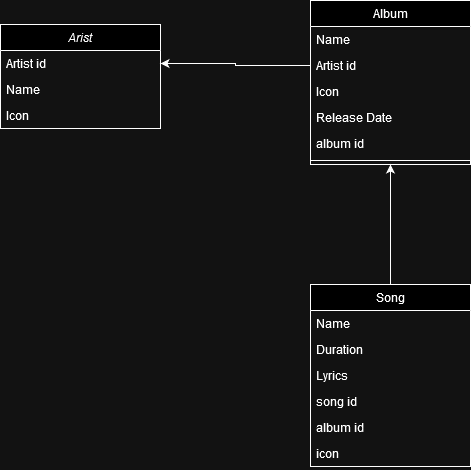 Arist
Artist id
Name
Icon
Album
Name
Artist id
Icon
Release Date
album id
Song
Name
Duration
Lyrics
song id
album id
icon